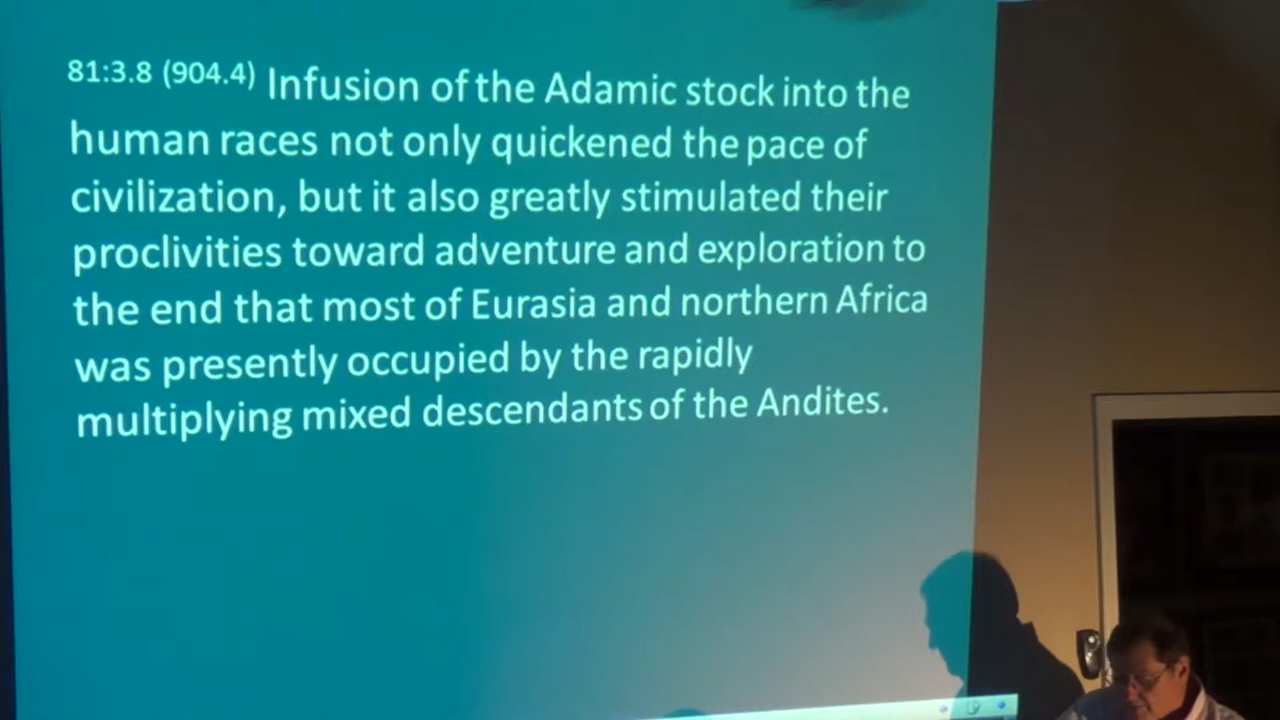 81:3.8 (904.4) Infusion of the Adamic stock into the
human races not only quickened the pace of
civilization, but it also greatly stimulated their
proclivities toward adventure and exploration to
the end that most of Eurasia and northern Africa
was presently occupied by the rapidly
multiplying mixed descendants of the Andites.